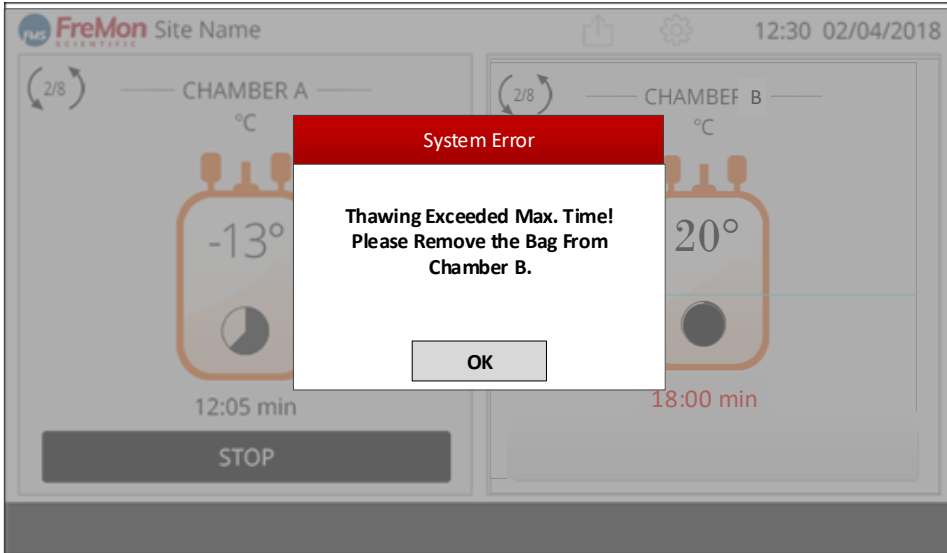 FMS FreMon Site Name 12:30 02/04/2018
SCIENTIFIC
2/8 CHAMBER A
°C
-13°
12:05 min
STOP
2/8 CHAMBER B
°C
20°
18:00 min
System Error
Thawing Exceeded Max. Time!
Please Remove the Bag From
Chamber B.
OK